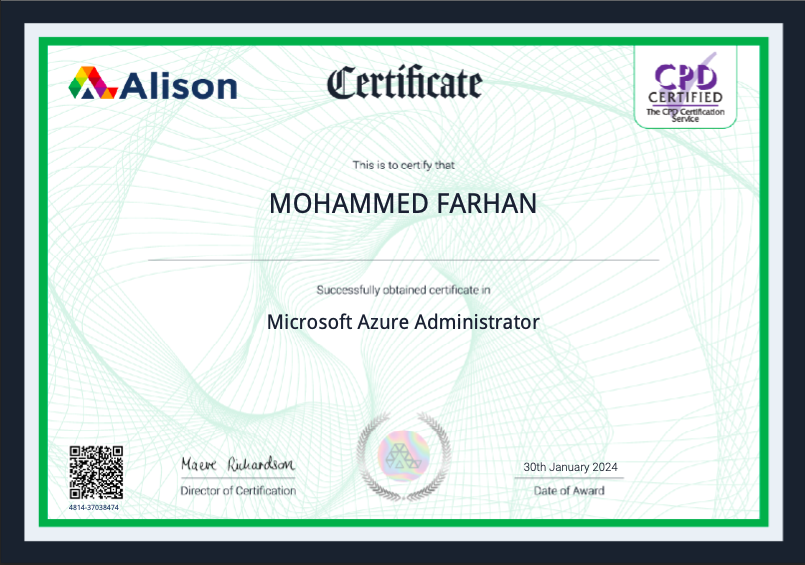 Alison
Certificate
CPD
CERTIFIED
The CPD Certification
Service
This is to certify that
MOHAMMED FARHAN
Successfully obtained certificate in
Microsoft Azure Administrator
Maeve Richardson
Director of Certification
30th January 2024
Date of Award
4814-37038474